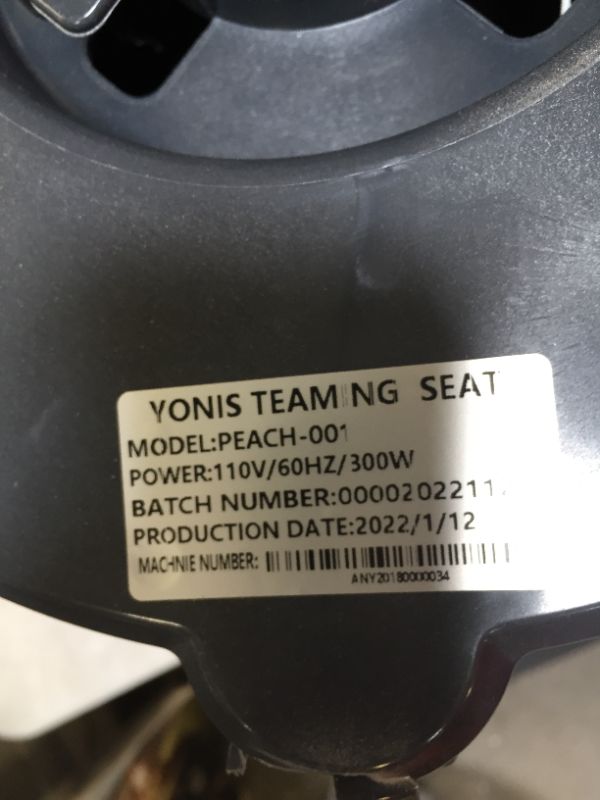 YONIS TEAMING SEAT
MODEL:PEACH-001
POWER:110V/60HZ/300W
BATCH NUMBER:00002022112
PRODUCTION DATE:2022/1/12
MACHNIE NUMBER:
ANY20180000034